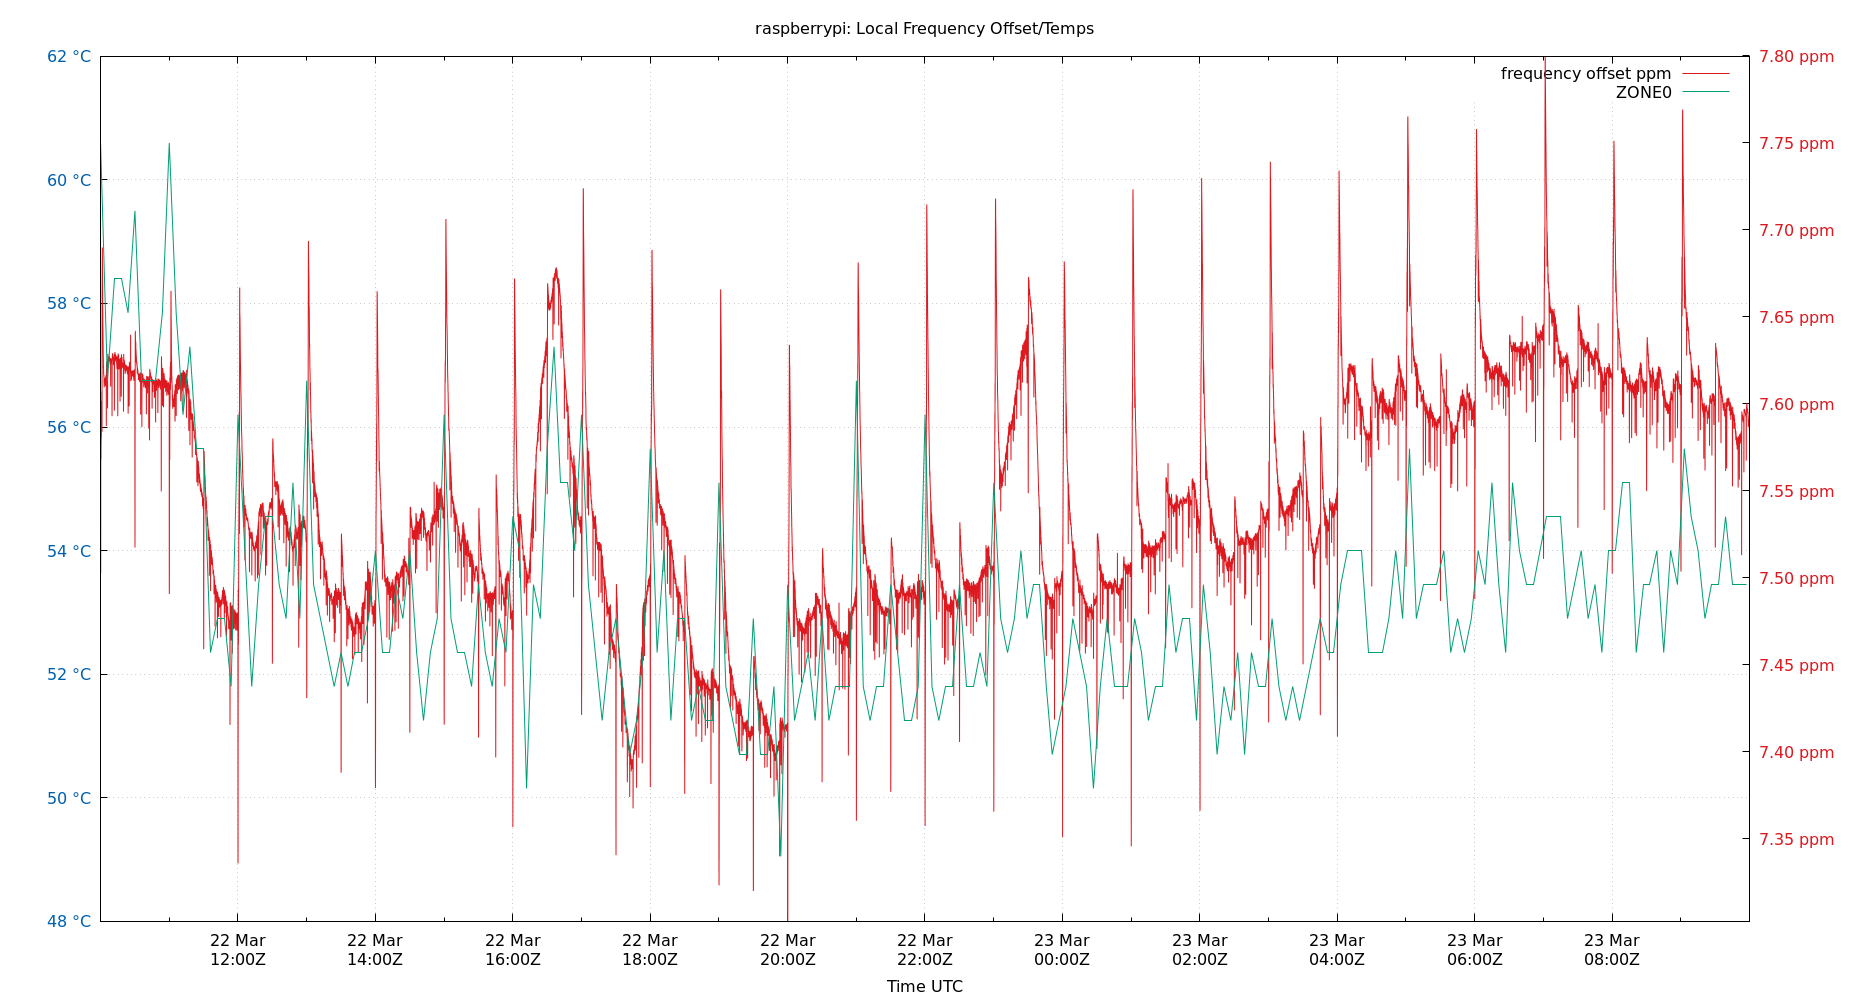 raspberrypi: Local Frequency Offset/Temps
62 °C
60 °C
58 °C
56 °C
54 °C
52 °C
50 °C
48 °C
7.80 ppm
7.75 ppm
7.70 ppm
7.65 ppm
7.60 ppm
7.55 ppm
7.50 ppm
7.45 ppm
7.40 ppm
7.35 ppm
frequency offset ppm
ZONE0
22 Mar
12:00Z
22 Mar
14:00Z
22 Mar
16:00Z
22 Mar
18:00Z
22 Mar
20:00Z
22 Mar
22:00Z
23 Mar
00:00Z
23 Mar
02:00Z
23 Mar
04:00Z
23 Mar
06:00Z
23 Mar
08:00Z
Time UTC